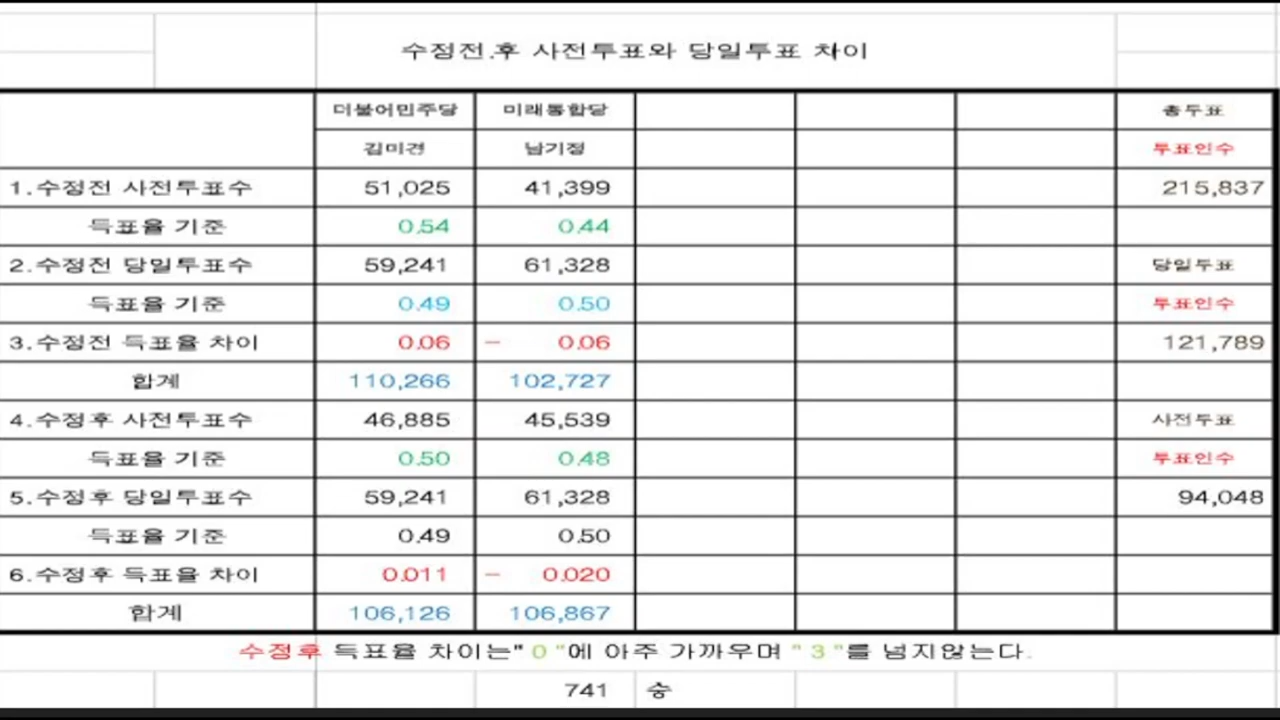 수정전.후 사전투표와 당일투표 차이
더불어민주당 미래통합당 총두표
김미견 남기정 투표인수
1.수정전 사전투표수 51,025 41,399 215,837
득표율 기준 0.54 0.44
2.수정전 당일투표수 59,241 61,328 당일투표
득표율 기준 0.49 0.50 투표인수
3.수정전 득표율 차이 0.06 - 0.06 121,789
합계 110,266 102,727
4.수정후 사전투표수 46,885 45,539 사전투표
득표율 기준 0.50 0.48 투표인수
5.수정후 당일투표수 59,241 61,328 94,048
득표율 기준 0.49 0.50
6.수정후 득표율 차이 0.011 - 0.020
합계 106,126 106,867
수정후 득표율 차이는" 0 "에 아주 가까우며 " 3 "를 넘지않는다.
741 승